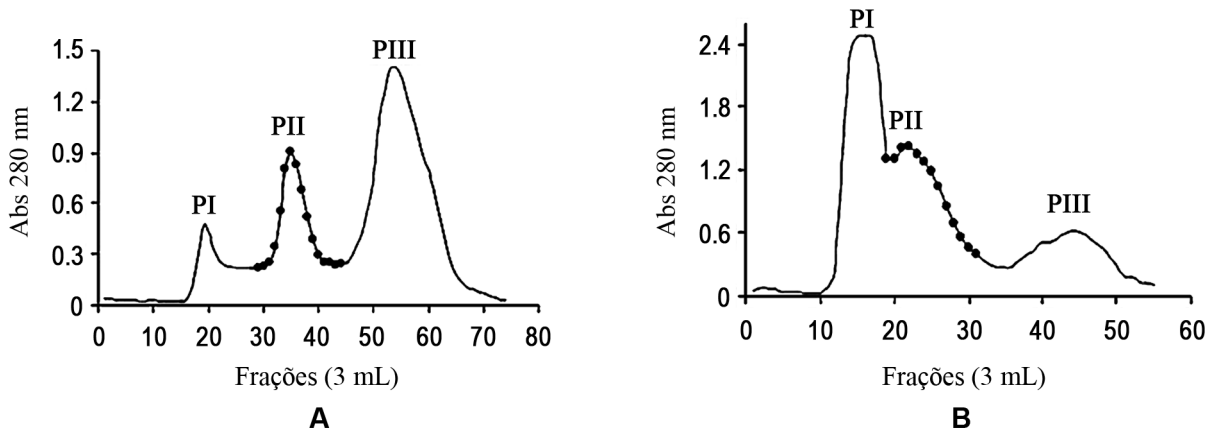 1.5
1.2
0.9
0.6
0.3
0
Abs 280 nm
PI
PII
PIII
0 10 20 30 40 50 60 70 80
Frações (3 mL)
A
2.4
1.8
1.2
0.6
0
Abs 280 nm
PI
PII
PIII
0 10 20 30 40 50 60
Frações (3 mL)
B